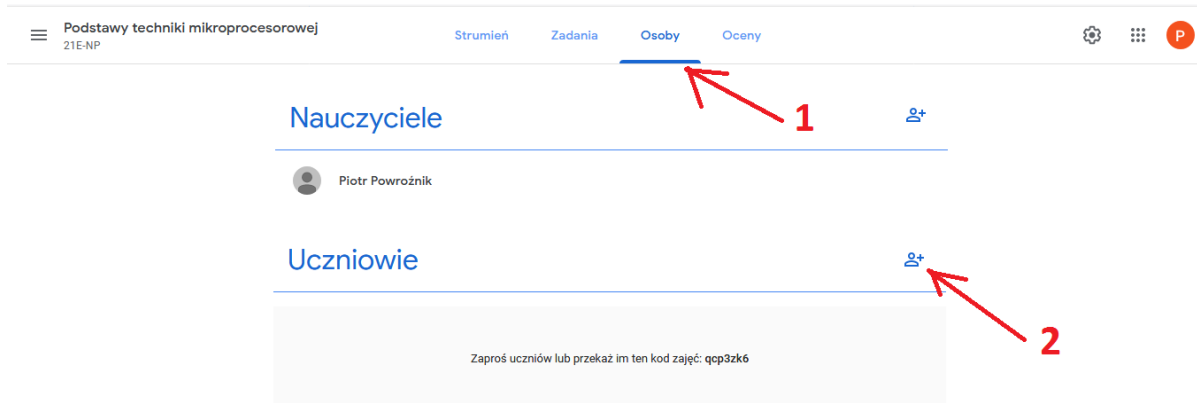 Podstawy techniki mikroprocesorowej
21E-NP
Strumień Zadania Osoby Oceny
P
1
Nauczyciele
Piotr Powroźnik
Uczniowie
2
Zaproś uczniów lub przekaż im ten kod zajęć: qcp3zk6